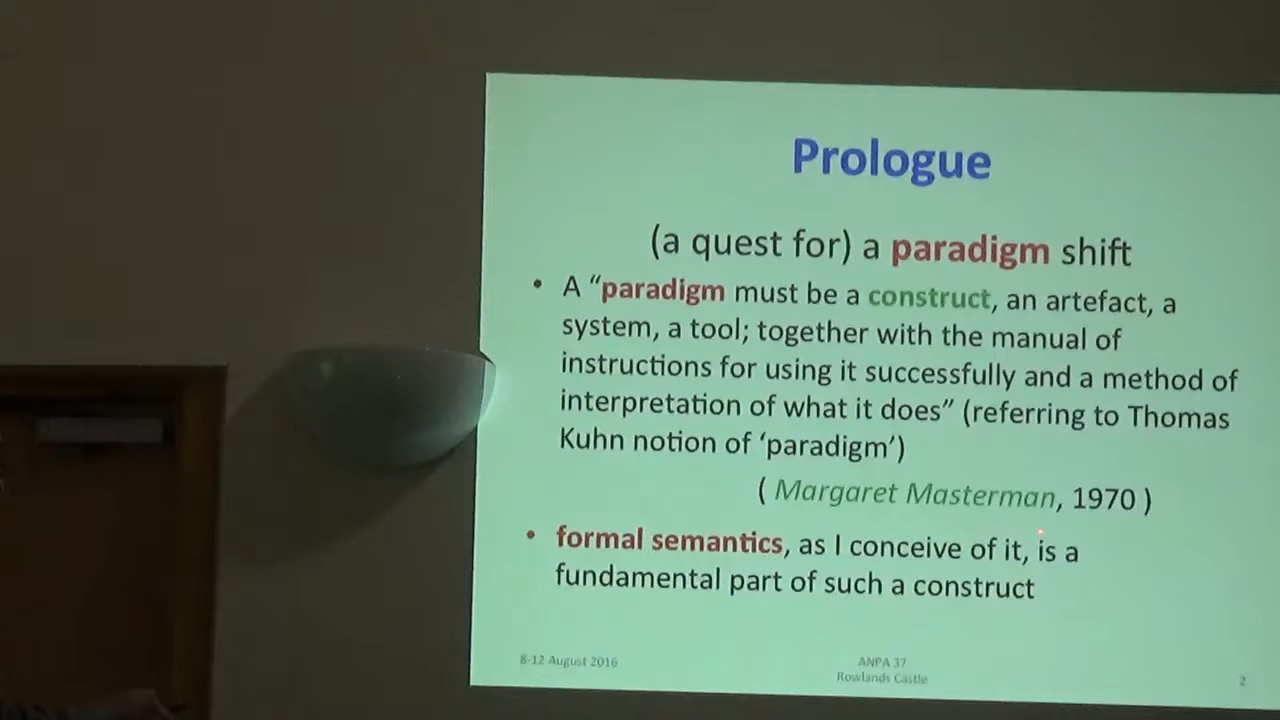 Prologue
(a quest for) a paradigm shift
• A “paradigm must be a construct, an artefact, a
system, a tool; together with the manual of
instructions for using it successfully and a method of
interpretation of what it does” (referring to Thomas
Kuhn notion of ‘paradigm’)
( Margaret Masterman, 1970 )
• formal semantics, as I conceive of it, is a
fundamental part of such a construct
8-12 August 2016
ANPA 37
Rowlands Castle
2